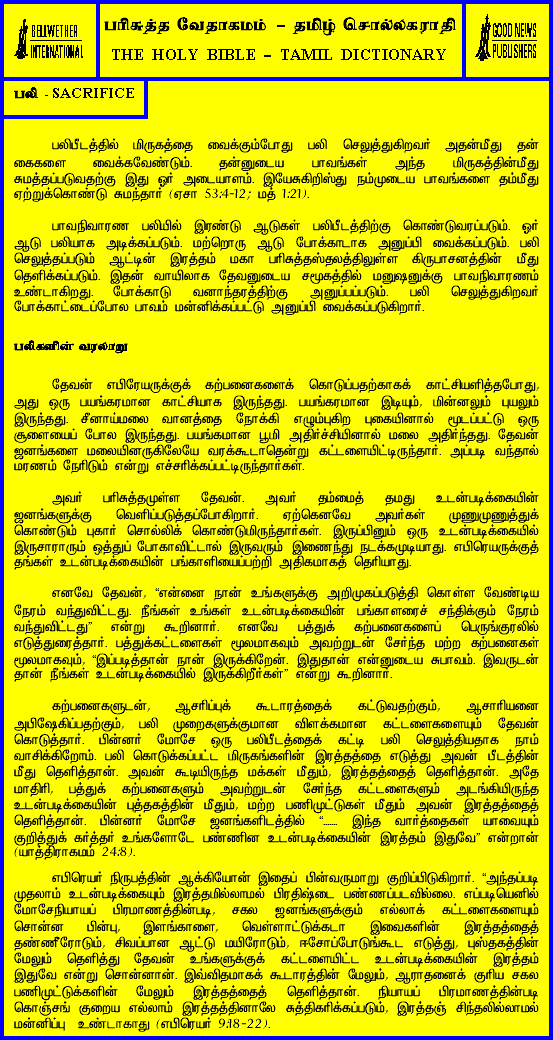 BELLWETHER
INTERNATIONAL
பரிசுத்த வேதாகமம் – தமிழ் சொல்லகராதி
THE HOLY BIBLE – TAMIL DICTIONARY
GOOD NEWS
PUBLISHERS
பலி - SACRIFICE
பலிபீடத்தில் மிருகத்தை வைக்கும்போது பலி செலுத்துகிறவர் அதன்மீது தன்
கைகளை வைக்கவேண்டும். தன்னுடைய பாவங்கள் அந்த மிருகத்தின்மீது
சுமத்தப்படுவதற்கு இது ஓர் அடையாளம். இயேசுகிறிஸ்து நம்முடைய பாவங்களை தம்மீது
ஏற்றுக்கொண்டு சுமந்தார் (ஏசா 53:4-12; மத் 1:21).
பாவநிவாரண பலியில் இரண்டு ஆடுகள் பலிபீடத்திற்கு கொண்டுவரப்படும். ஓர்
ஆடு பலியாக அடிக்கப்படும். மற்றொரு ஆடு போக்காடாக அனுப்பி வைக்கப்படும். பலி
செலுத்தப்படும் ஆட்டின் இரத்தம் மகா பரிசுத்தஸ்தலத்திலுள்ள கிருபாசனத்தின் மீது
தெளிக்கப்படும். இதன் வாயிலாக தேவனுடைய சமூகத்தில் மனுஷனுக்கு பாவநிவாரணம்
உண்டாகிறது. போக்காடு வனாந்தரத்திற்கு அனுப்பப்படும். பலி செலுத்துகிறவர்
போக்காட்டைப்போல பாவம் மன்னிக்கப்பட்டு அனுப்பி வைக்கப்படுகிறார்.
பலிகளின் வரலாறு
தேவன் எபிரேயருக்குக் கற்பனைகளைக் கொடுப்பதற்காகக் காட்சியளித்தபோது,
அது ஒரு பயங்கரமான காட்சியாக இருந்தது. பயங்கரமான இடியும், மின்னலும் புயலும்
இருந்தது. சீனாய்மலை வானத்தை நோக்கி எழும்புகிற புகையினால் மூடப்பட்டு ஒரு
சூளையைப் போல இருந்தது. பயங்கமான பூமி அதிர்ச்சியினால் மலை அதிர்ந்தது. தேவன்
ஜனங்களை மலையினருகிலேயே வரக்கூடாதென்று கட்டளையிட்டிருந்தார். அப்படி வந்தால்
மரணம் நேரிடும் என்று எச்சரிக்கப்பட்டிருந்தார்கள்.
அவர் பரிசுத்தமுள்ள தேவன். அவர் தம்மைத் தமது உடன்படிக்கையின்
ஜனங்களுக்கு வெளிப்படுத்தப்போகிறார். ஏற்கெனவே அவர்கள் முணுமுணுத்துக்
கொண்டும் புகார் சொல்லிக் கொண்டுமிருந்தார்கள். இருப்பினும் ஒரு உடன்படிக்கையில்
இருசாராரும் ஒத்துப் போகாவிட்டால் இருவரும் இணைந்து நடக்கமுடியாது. எபிரெயருக்குத்
தங்கள் உடன்படிக்கையின் பங்காளியைப்பற்றி அதிகமாகத் தெரியாது.
எனவே தேவன், “என்னை நான் உங்களுக்கு அறிமுகப்படுத்தி கொள்ள வேண்டிய
நேரம் வந்துவிட்டது. நீங்கள் உங்கள் உடன்படிக்கையின் பங்காளரைச் சந்திக்கும் நேரம்
வந்துவிட்டது” என்று கூறினார். எனவே பத்துக் கற்பனைகளைப் பெருங்குரலில்
எடுத்துரைத்தார். பத்துக்கட்டளைகள் மூலமாகவும் அவற்றுடன் சேர்ந்த மற்ற கற்பனைகள்
மூலமாகவும், “இப்படித்தான் நான் இருக்கிறேன். இதுதான் என்னுடைய சுபாவம். இவருடன்
தான் நீங்கள் உடன்படிக்கையில் இருக்கிறீர்கள்” என்று கூறினார்.
கற்பனைகளுடன், ஆசரிப்புக் கூடாரத்தைக் கட்டுவதற்கும், ஆசாரியனை
அபிஷேகிப்பதற்கும், பலி முறைகளுக்குமான விளக்கமான கட்டளைகளையும் தேவன்
கொடுத்தார். பின்னர் மோசே ஒரு பலிபீடத்தைக் கட்டி பலி செலுத்தியதாக நாம்
வாசிக்கிறோம். பலி கொடுக்கப்பட்ட மிருகங்களின் இரத்தத்தை எடுத்து அவன் பீடத்தின்
மீது தெளித்தான். அவன் கூடியிருந்த மக்கள் மீதும், இரத்தத்தைத் தெளித்தான். அதே
மாதிரி, பத்துக் கற்பனைகளும் அவற்றுடன் சேர்ந்த கட்டளைகளும் அடங்கியிருந்த
உடன்படிக்கையின் புத்தகத்தின் மீதும், மற்ற பணிமுட்டுகள் மீதும் அவன் இரத்தத்தைத்
தெளித்தான். பின்னர் மோசே ஜனங்களிடத்தில் “....... இந்த வார்த்தைகள் யாவையும்
குறித்துக் கர்த்தர் உங்களோடே பண்ணின உடன்படிக்கையின் இரத்தம் இதுவே” என்றான்
(யாத்திராகமம் 24:8).
எபிரெயர் நிருபத்தின் ஆக்கியோன் இதைப் பின்வருமாறு குறிப்பிடுகிறார். “அந்தப்படி
முதலாம் உடன்படிக்கையும் இரத்தமில்லாமல் பிரதிஷ்டை பண்ணப்படவில்லை. எப்படியெனில்
மோசேநியாயப் பிரமாணத்தின்படி, சகல ஜனங்களுக்கும் எல்லாக் கட்டளைகளையும்
சொன்ன பின்பு, இளங்காளை, வெள்ளாட்டுக்கடா இவைகளின் இரத்தத்தைத்
தண்ணீரோடும், சிவப்பான ஆட்டு மயிரோடும், ஈசோப்போடுங்கூட எடுத்து, புஸ்தகத்தின்
மேலும் தெளித்து தேவன் உங்களுக்குக் கட்டளையிட்ட உடன்படிக்கையின் இரத்தம்
இதுவே என்று சொன்னான். இவ்விதமாகக் கூடாரத்தின் மேலும், ஆராதனைக் குரிய சகல
பணிமுட்டுக்களின் மேலும் இரத்தத்தைத் தெளித்தான். நியாயப் பிரமாணத்தின்படி
கொஞ்சங் குறைய எல்லாம் இரத்தத்தினாலே சுத்திகரிக்கப்படும், இரத்தஞ் சிந்தலில்லாமல்
மன்னிப்பு உண்டாகாது (எபிரெயர் 9:18-22).